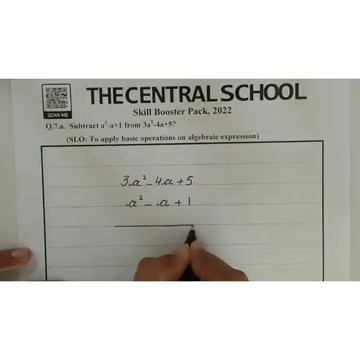 SCAN ME
THE CENTRAL SCHOOL
Skill Booster Pack, 2022
Q.7.a. Subtract a²-a+1 from 3a²-4a+5?
(SLO: To apply basic operations on algebraic expression)
3a² - 4a + 5
a² - a + 1